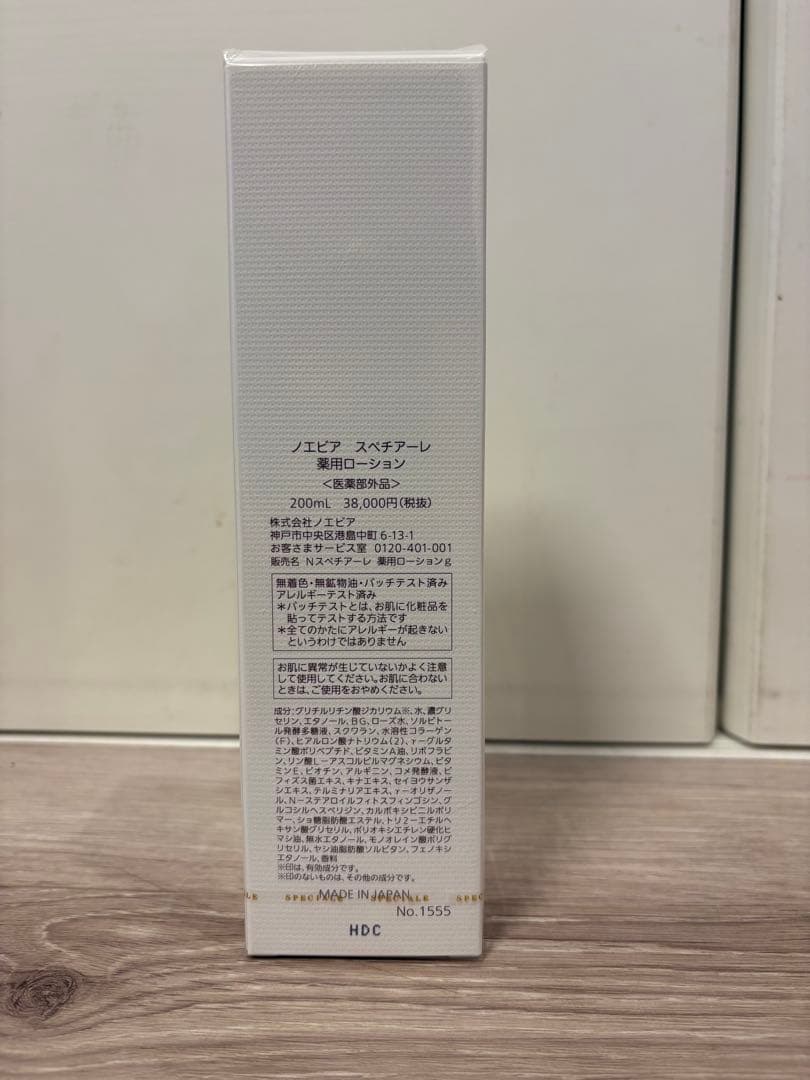 ノエビア スペチアーレ
薬用ローション
<医薬部外品>
200mL 38,000円(税抜)
株式会社ノエビア
神戸市中央区港島中町6-13-1
お客さまサービス室 0120-401-001
販売名 Nスペチアーレ 薬用ローションg
無着色・無鉱物油・パッチテスト済み
アレルギーテスト済み
*パッチテストとは、お肌に化粧品を
貼ってテストする方法です
*全てのかたにアレルギーが起きない
というわけではありません
お肌に異常が生じていないかよく注意
して使用してください。お肌に合わない
ときは、ご使用をおやめください。
成分:グリチルリチン酸ジカリウム※、水、濃グリ
セリン、エタノール、BG、ローズ水、ソルビトー
ル発酵多糖液、スクワラン、水溶性コラーゲン
(F)、ヒアルロン酸ナトリウム(2)、γーグルタ
ミン酸ポリペプチド、ビタミンA油、リボフラビ
ン、リン酸Lーアスコルビルマグネシウム、ビタ
ミンE、ビオチン、アルギニン、コメ発酵液、ビ
フィズス菌エキス、キナエキス、セイヨウサンザ
シエキス、テルミナリアエキス、γーオリザノー
ル、Nーステアロイルフィトスフィンゴシン、グ
ルコシルヘスペリジン、カルボキシビニルポリ
マー、ショ糖脂肪酸エステル、トリ2ーエチルヘ
キサン酸グリセリル、ポリオキシエチレン硬化ヒ
マシ油、無水エタノール、モノオレイン酸ポリグ
リセリル、ヤシ油脂肪酸ソルビタン、フェノキシ
エタノール、香料
※印は、有効成分です。
※印のないものは、その他の成分です。
MADE IN JAPAN
LE SPECIALE SPECIALE SPEC
No.1555
HDC